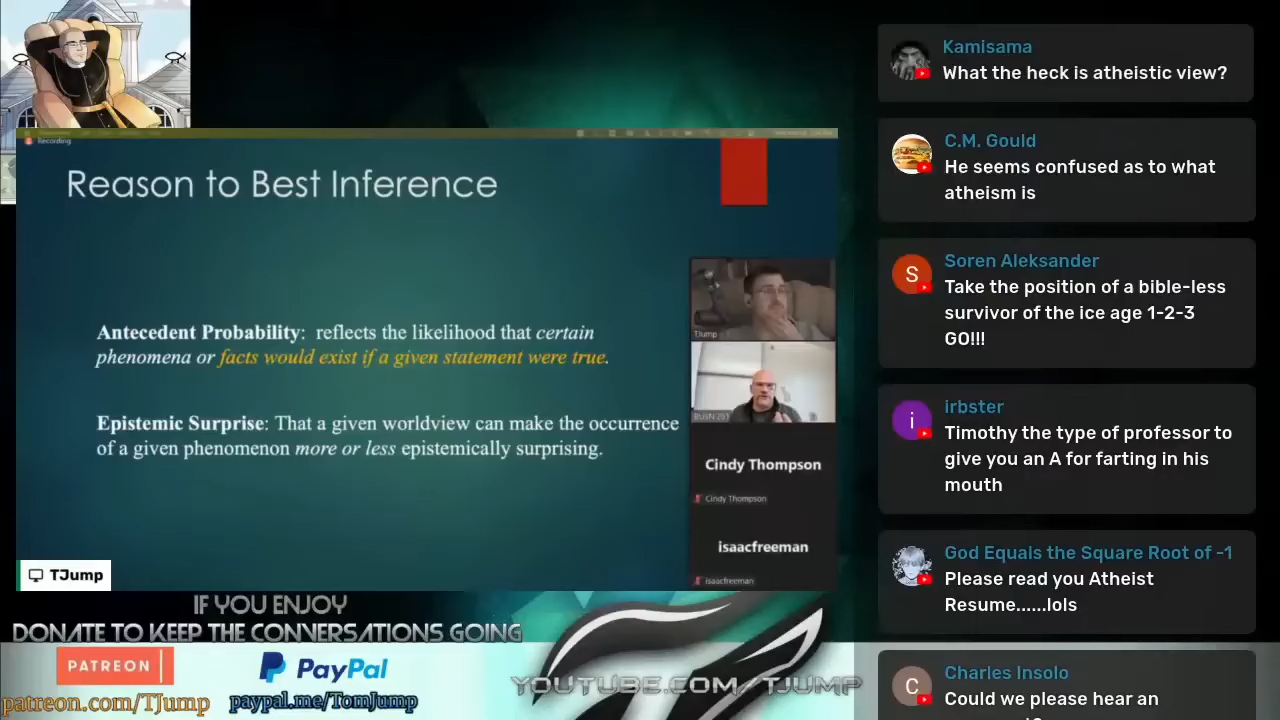 Recording
Reason to Best Inference
Antecedent Probability: reflects the likelihood that certain
phenomena or facts would exist if a given statement were true.
Epistemic Surprise: That a given worldview can make the occurrence
of a given phenomenon more or less epistemically surprising.
TJump
Cindy Thompson
Cindy Thompson
isaacfreeman
isaacfreeman
TJump
IF YOU ENJOY
DONATE TO KEEP THE CONVERSATIONS GOING
PATREON
PayPal
patreon.com/TJump
paypal.me/TomJump
YOUTUBE.COM/TJUMP
Kamisama
What the heck is atheistic view?
C.M. Gould
He seems confused as to what
atheism is
S
Soren Aleksander
Take the position of a bible-less
survivor of the ice age 1-2-3
GO!!!
i
irbster
Timothy the type of professor to
give you an A for farting in his
mouth
God Equals the Square Root of -1
Please read you Atheist
Resume......lols
C
Charles Insolo
Could we please hear an